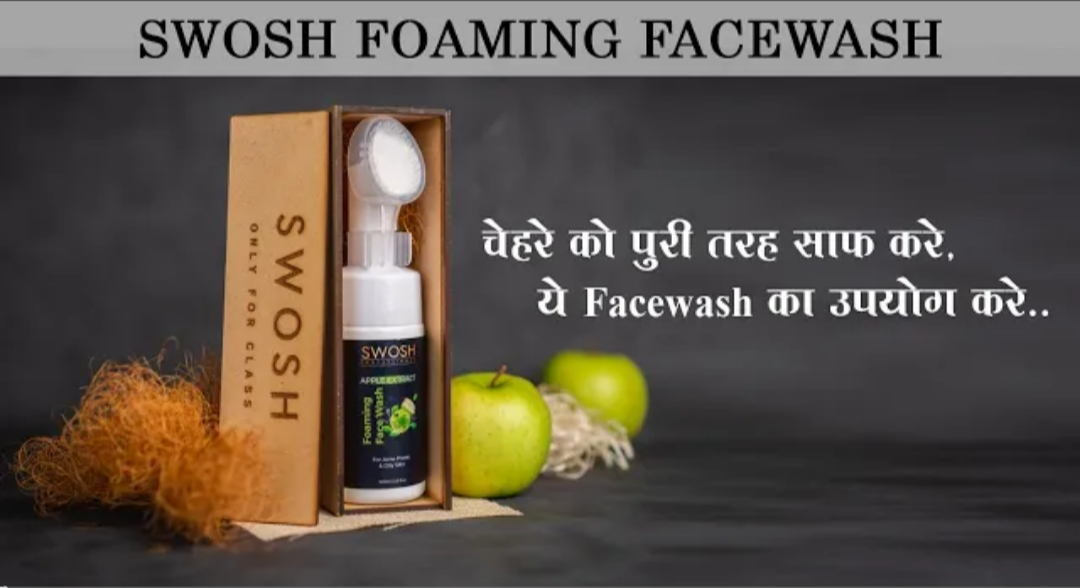 SWOSH FOAMING FACEWASH
चेहरे को पुरी तरह साफ करे,
ये Facewash का उपयोग करे..
SWOSH
ONLY FOR CLASS
SWOSH
APPLE EXTRACT
Foaming
Face Wash
For Acne Prone
& Oily Skin